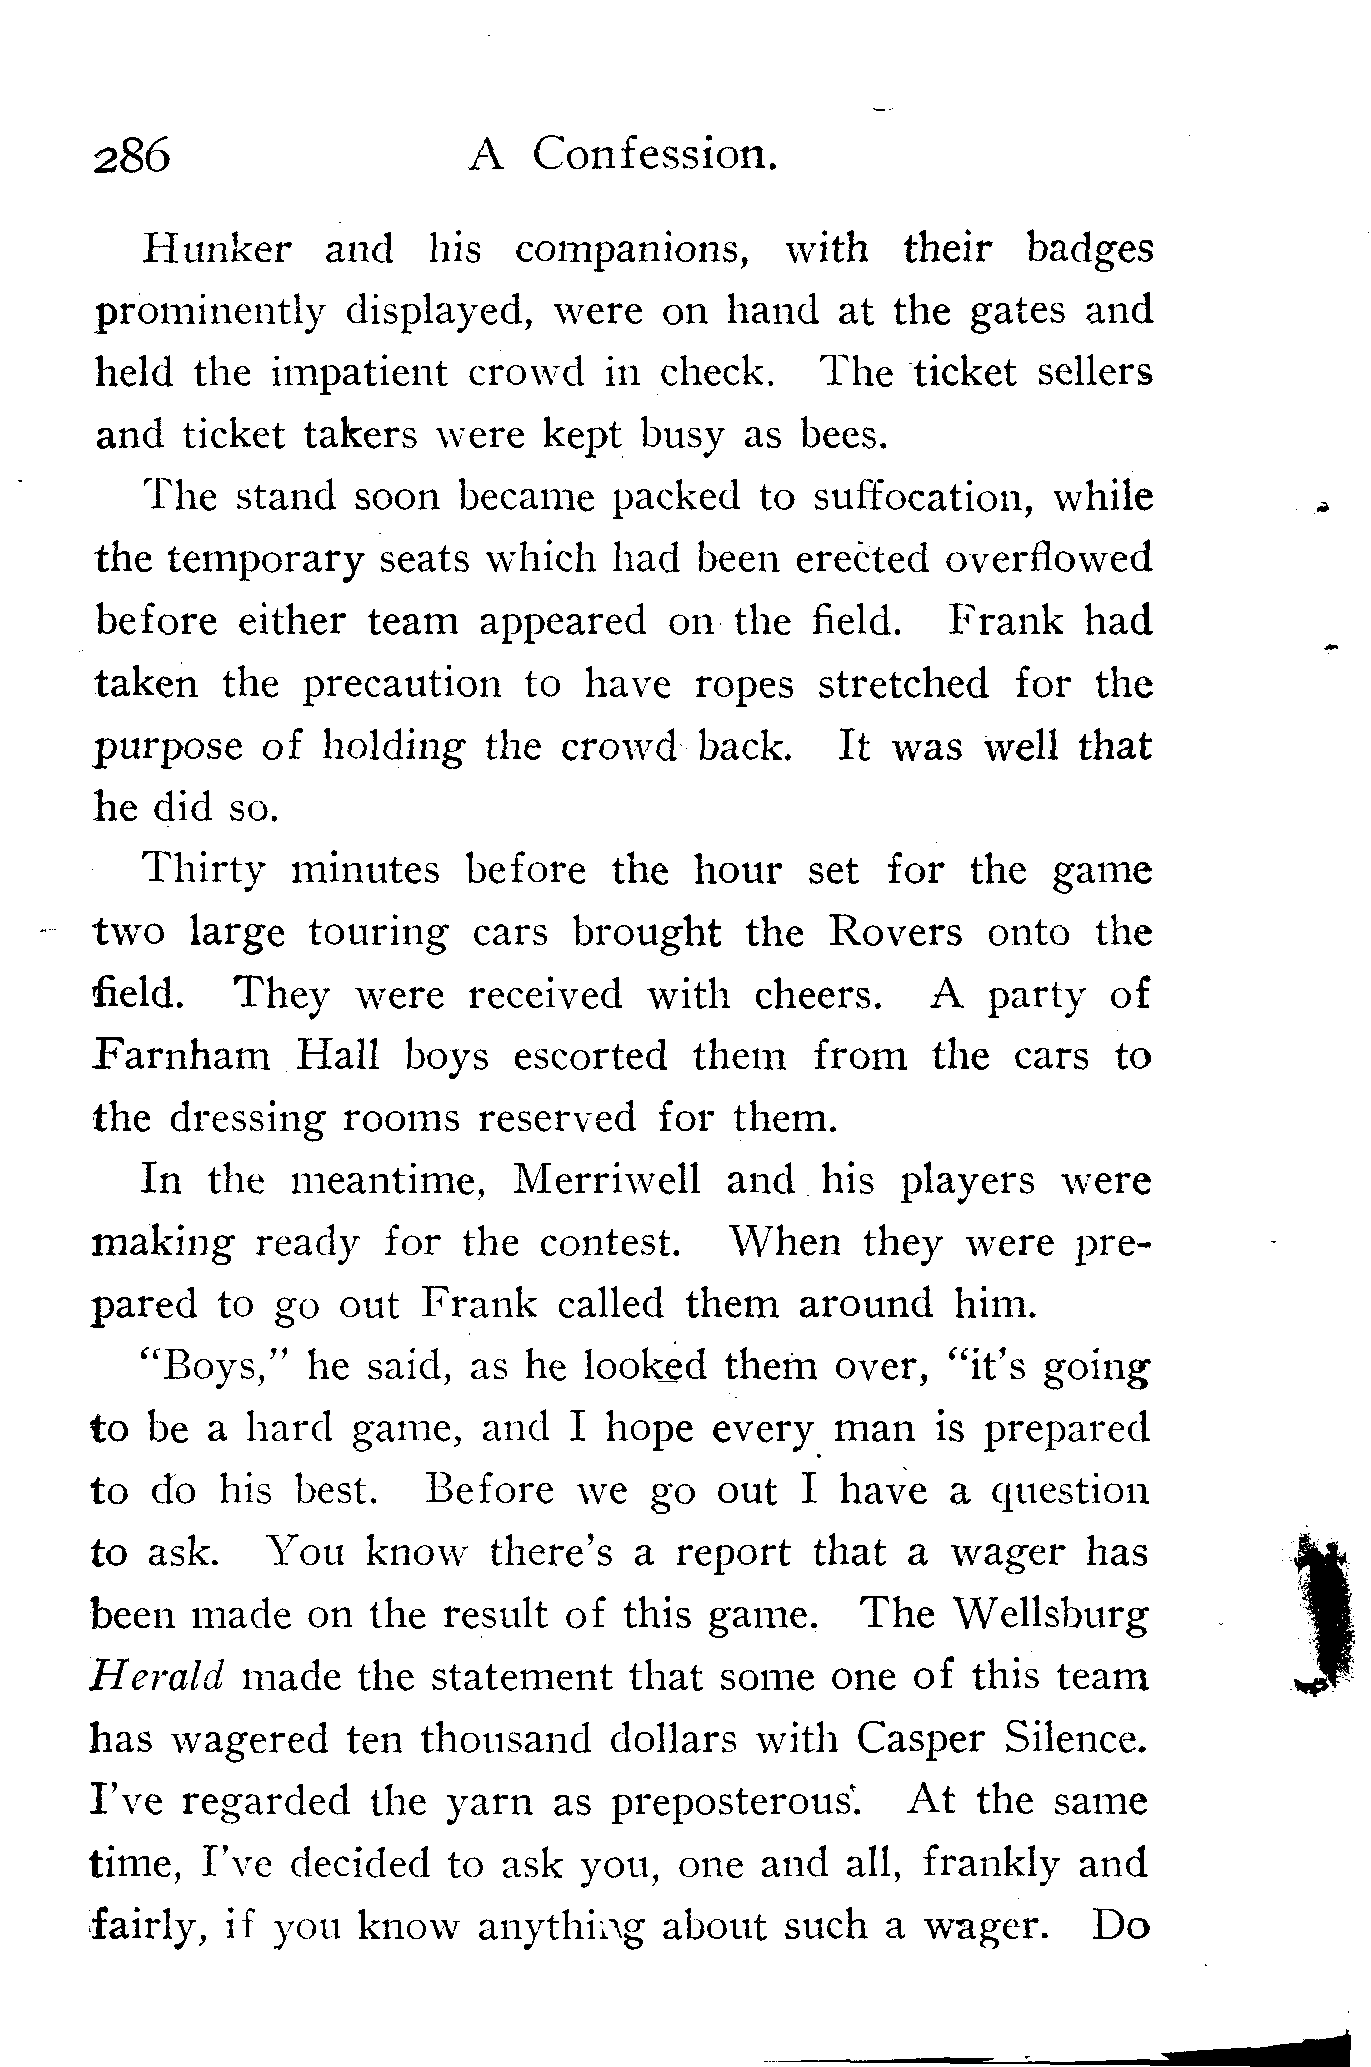 286 A Confession.
Hunker and his companions, with their badges
prominently displayed, were on hand at the gates and
held the impatient crowd in check. The ticket sellers
and ticket takers were kept busy as bees.
The stand soon became packed to suffocation, while
the temporary seats which had been erected overflowed
before either team appeared on the field. Frank had
taken the precaution to have ropes stretched for the
purpose of holding the crowd back. It was well that
he did so.
Thirty minutes before the hour set for the game
two large touring cars brought the Rovers onto the
field. They were received with cheers. A party of
Farnham Hall boys escorted them from the cars to
the dressing rooms reserved for them.
In the meantime, Merriwell and his players were
making ready for the contest. When they were pre-
pared to go out Frank called them around him.
“Boys,” he said, as he looked them over, “it’s going
to be a hard game, and I hope every man is prepared
to do his best. Before we go out I have a question
to ask. You know there’s a report that a wager has
been made on the result of this game. The Wellsburg
Herald made the statement that some one of this team
has wagered ten thousand dollars with Casper Silence.
I’ve regarded the yarn as preposterous. At the same
time, I’ve decided to ask you, one and all, frankly and
fairly, if you know anything about such a wager. Do